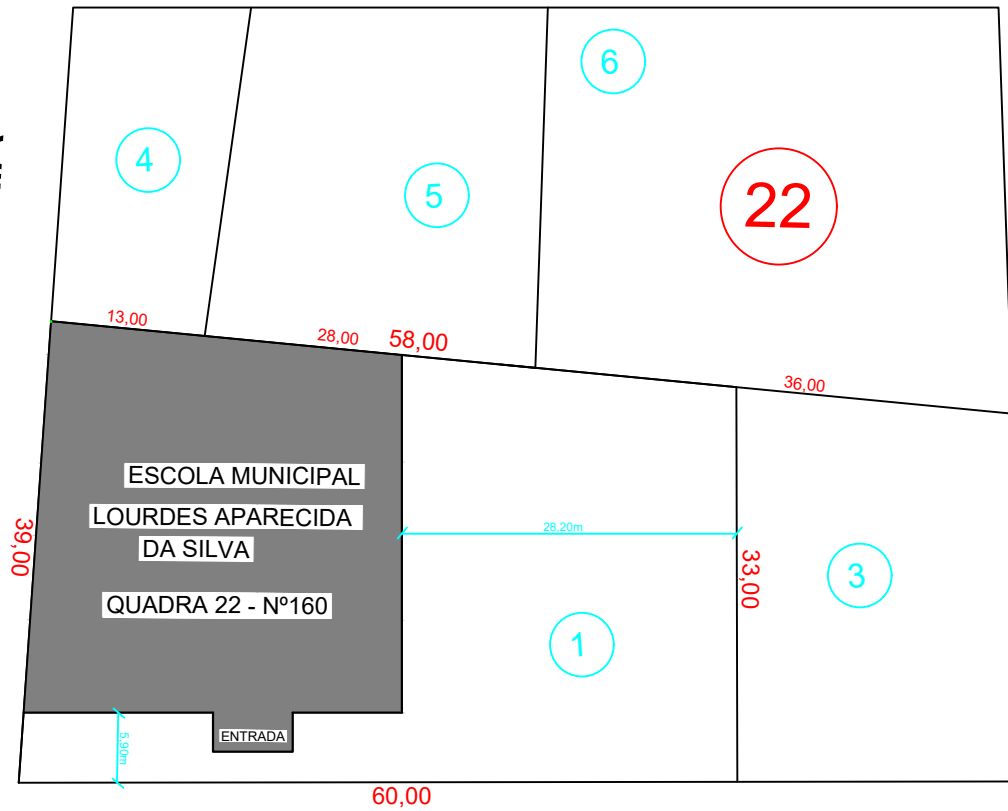 6
4
5
22
13,00
28,00
58,00
36,00
ESCOLA MUNICIPAL
LOURDES APARECIDA
DA SILVA
QUADRA 22 - Nº160
39,00
28,20m
33,00
3
1
ENTRADA
5,90m
60,00